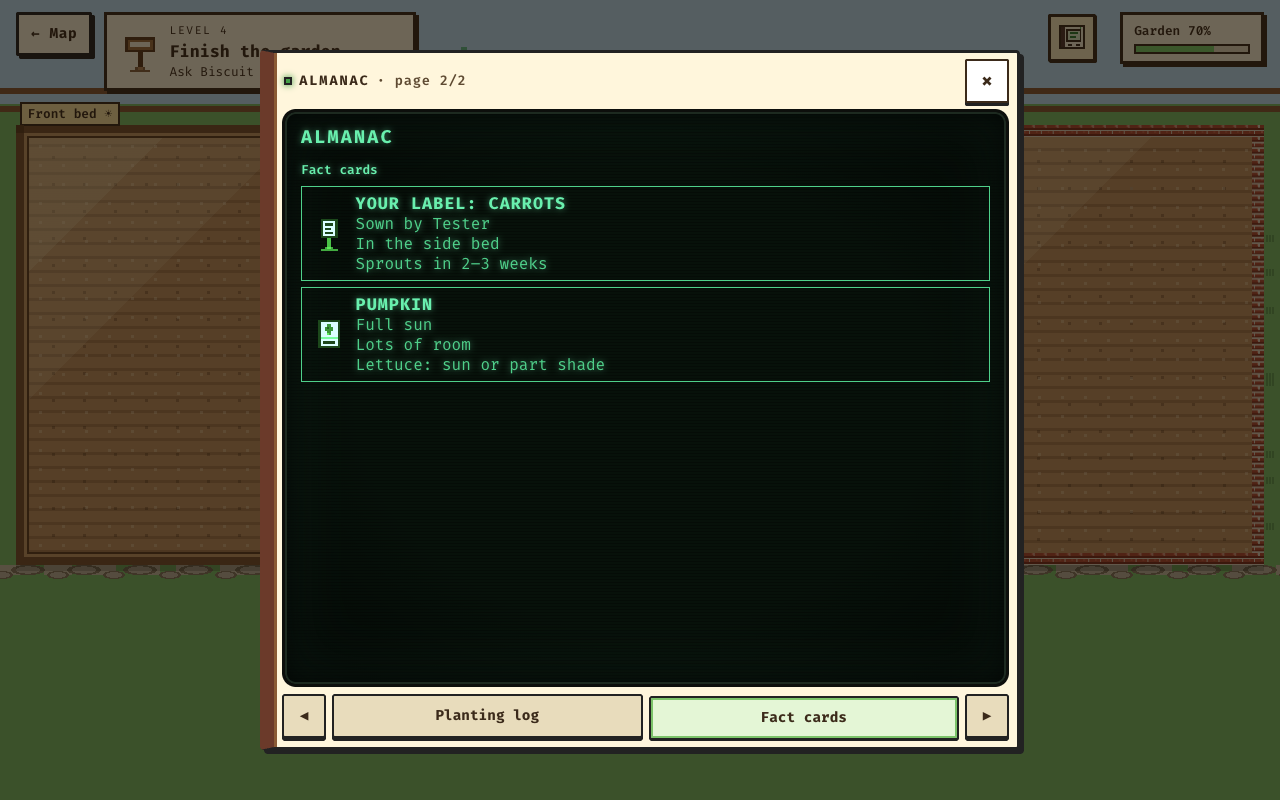 ← Map
LEVEL 4
Finish the garden
Ask Biscuit
Garden 70%
Front bed ☀
ALMANAC · page 2/2
✖
ALMANAC
Fact cards
YOUR LABEL: CARROTS
Sown by Tester
In the side bed
Sprouts in 2–3 weeks
PUMPKIN
Full sun
Lots of room
Lettuce: sun or part shade
◄
Planting log
Fact cards
►